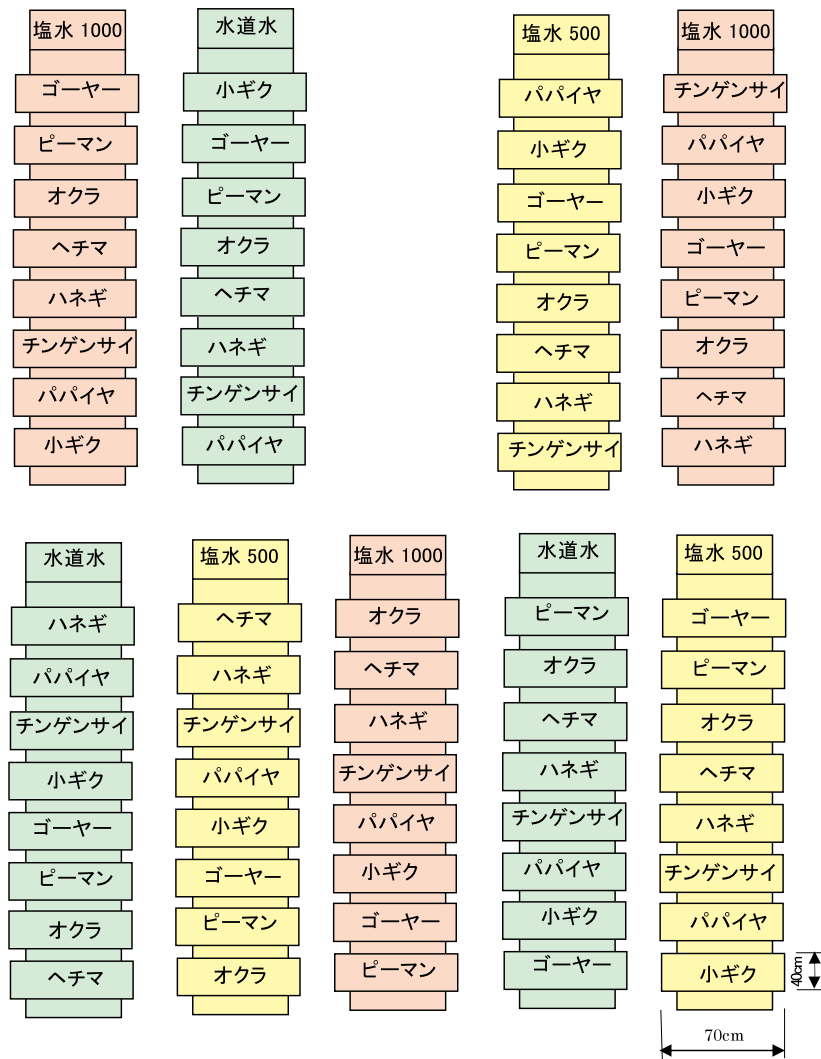 塩水 1000
ゴーヤー
ピーマン
オクラ
ヘチマ
ハネギ
チンゲンサイ
パパイヤ
小ギク
水道水
小ギク
ゴーヤー
ピーマン
オクラ
ヘチマ
ハネギ
チンゲンサイ
パパイヤ
塩水 500
パパイヤ
小ギク
ゴーヤー
ピーマン
オクラ
ヘチマ
ハネギ
チンゲンサイ
塩水 1000
チンゲンサイ
パパイヤ
小ギク
ゴーヤー
ピーマン
オクラ
ヘチマ
ハネギ
水道水
ハネギ
パパイヤ
チンゲンサイ
小ギク
ゴーヤー
ピーマン
オクラ
ヘチマ
塩水 500
ヘチマ
ハネギ
チンゲンサイ
パパイヤ
小ギク
ゴーヤー
ピーマン
オクラ
塩水 1000
オクラ
ヘチマ
ハネギ
チンゲンサイ
パパイヤ
小ギク
ゴーヤー
ピーマン
水道水
ピーマン
オクラ
ヘチマ
ハネギ
チンゲンサイ
パパイヤ
小ギク
ゴーヤー
塩水 500
ゴーヤー
ピーマン
オクラ
ヘチマ
ハネギ
チンゲンサイ
パパイヤ
小ギク
40cm
70cm